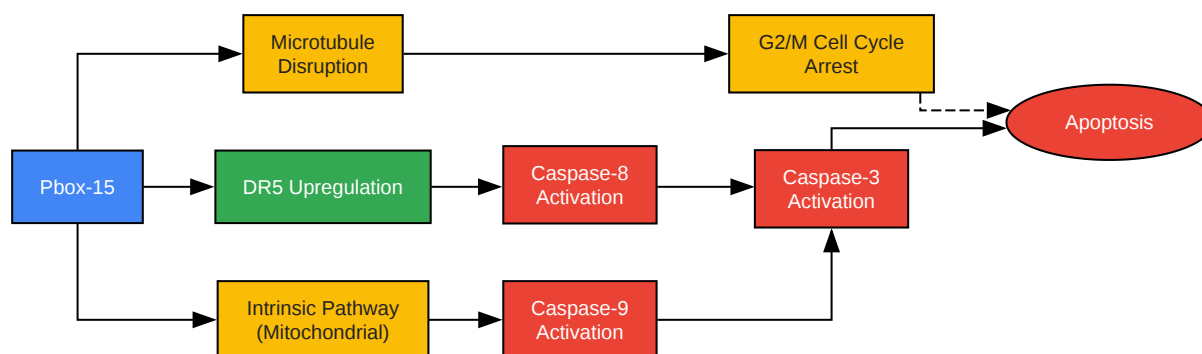 Microtubule
Disruption
G2/M Cell Cycle
Arrest
Apoptosis
Pbox-15
DR5 Upregulation
Caspase-8
Activation
Caspase-3
Activation
Intrinsic Pathway
(Mitochondrial)
Caspase-9
Activation